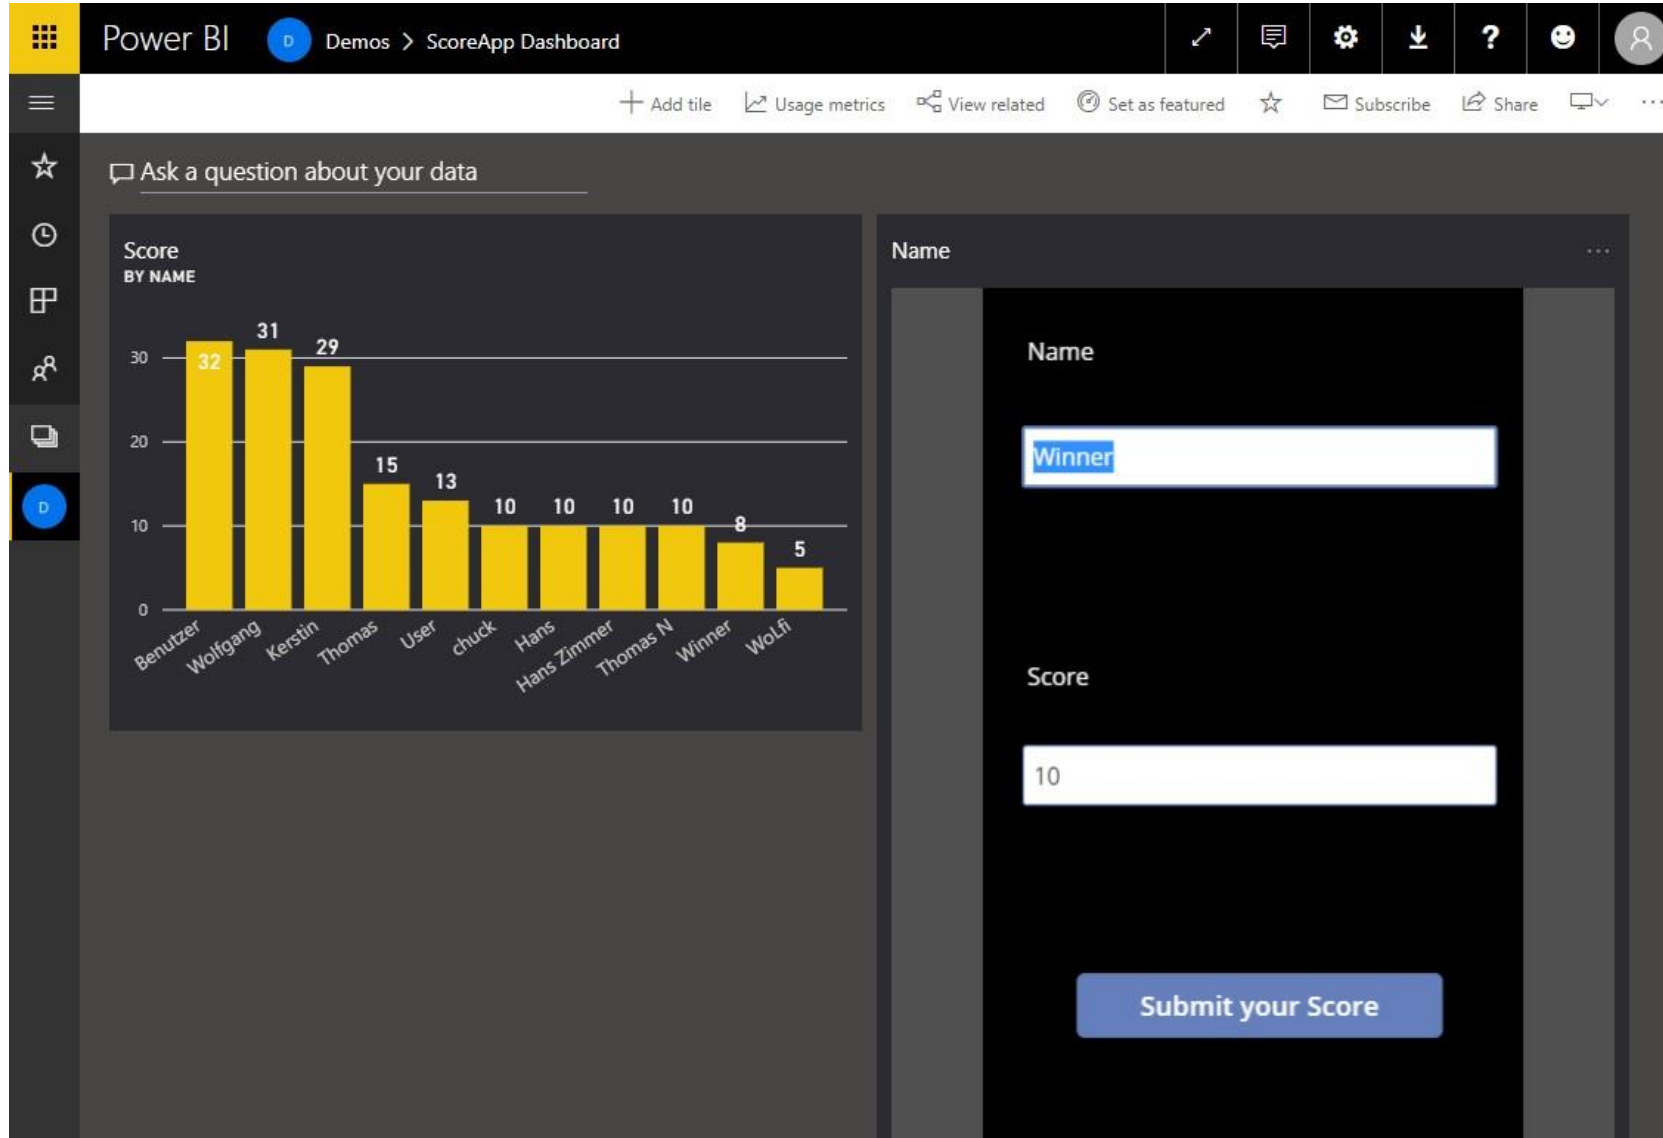 Power BI D Demos > ScoreApp Dashboard ?
Add tile Usage metrics View related Set as featured Subscribe Share ...
Ask a question about your data
Score
BY NAME
31
29
32
30
20
15
13
10 10 10 10
8
10
5
0
Benutzer Wolfgang Kerstin Thomas User chuck Hans Hans Zimmer Thomas N Winner WoLfi
D
Name ...
Name
Winner
Score
10
Submit your Score